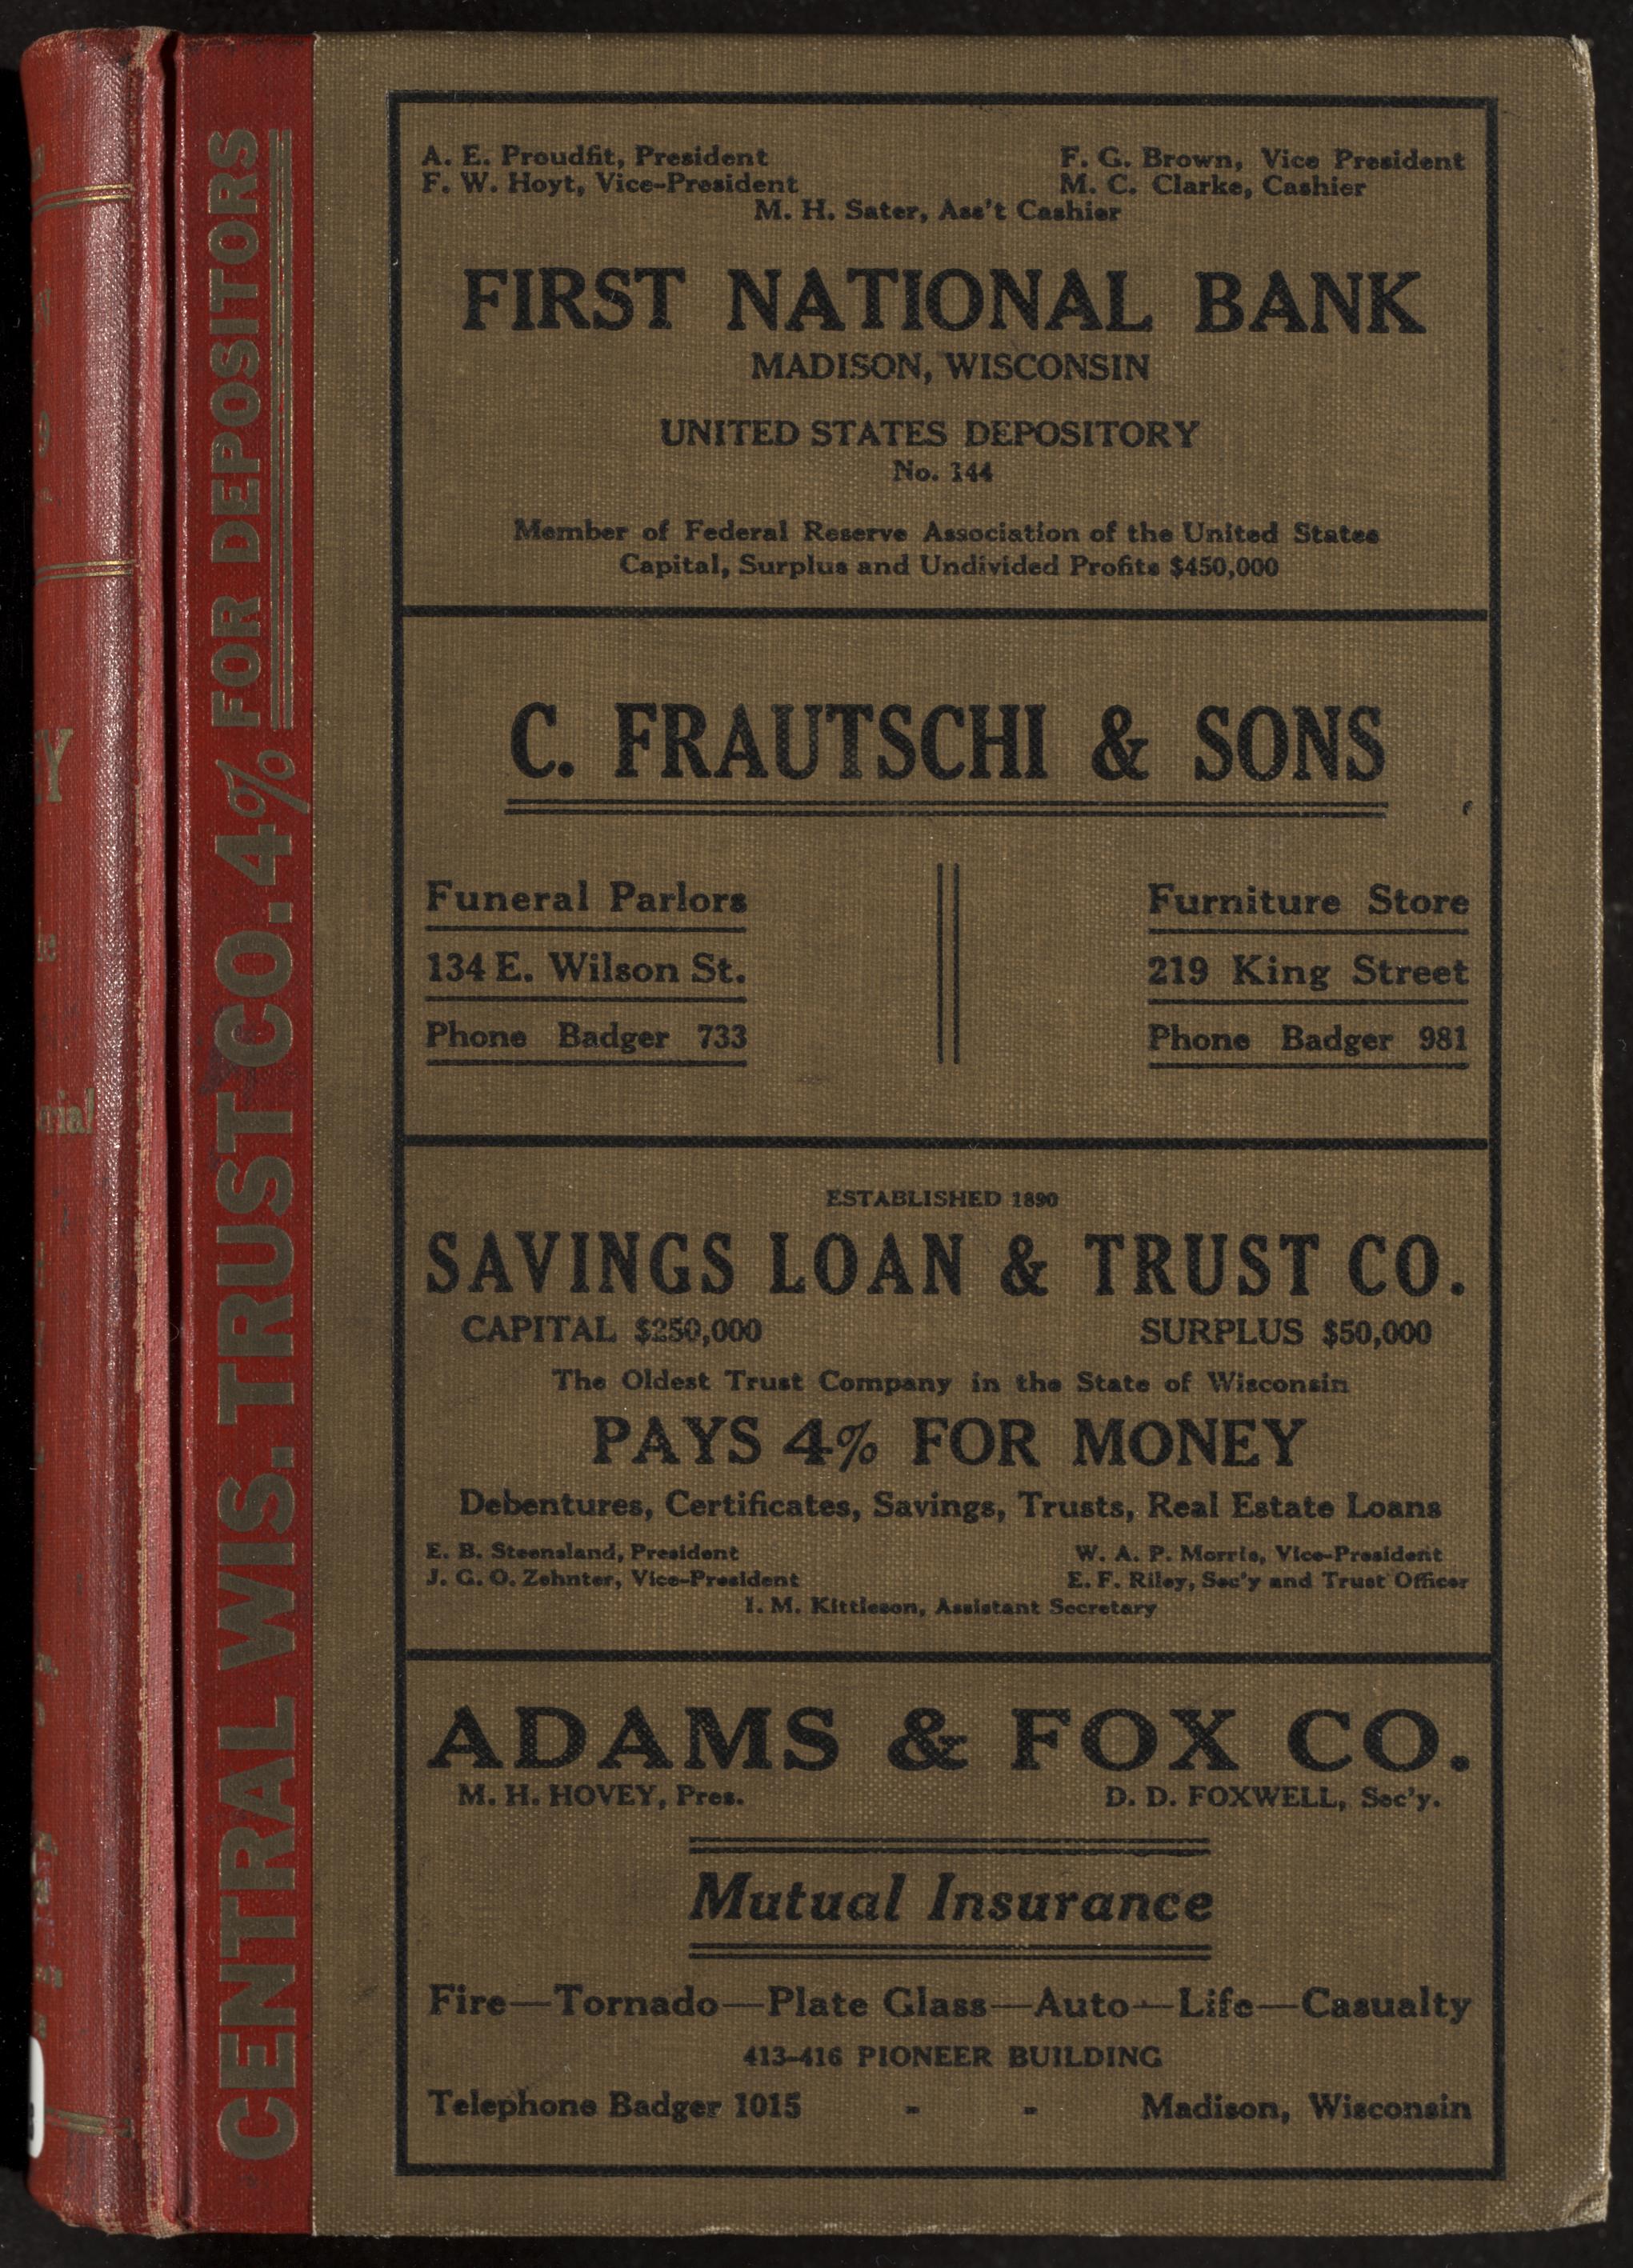 CENTRAL WIS. TRUST CO. 4% FOR DEPOSITORS
A. E. Proudfit, President
F. G. Brown, Vice President
F. W. Hoyt, Vice-President
M. C. Clarke, Cashier
M. H. Sater, Ass't Cashier
FIRST NATIONAL BANK
MADISON, WISCONSIN
UNITED STATES DEPOSITORY
No. 144
Member of Federal Reserve Association of the United States
Capital, Surplus and Undivided Profits $450,000
C. FRAUTSCHI & SONS
Funeral Parlors
134 E. Wilson St.
Phone Badger 733
Furniture Store
219 King Street
Phone Badger 981
ESTABLISHED 1890
SAVINGS LOAN & TRUST CO.
CAPITAL $250,000 SURPLUS $50,000
The Oldest Trust Company in the State of Wisconsin
PAYS 4% FOR MONEY
Debentures, Certificates, Savings, Trusts, Real Estate Loans
E. B. Steensland, President
W. A. P. Morris, Vice-President
J. C. O. Zehnter, Vice-President
E. F. Riley, Sec'y and Trust Officer
I. M. Kittleson, Assistant Secretary
ADAMS & FOX CO.
M. H. HOVEY, Pres. D. D. FOXWELL, Sec'y.
Mutual Insurance
Fire—Tornado—Plate Glass—Auto—Life—Casualty
413-416 PIONEER BUILDING
Telephone Badger 1015 - - Madison, Wisconsin